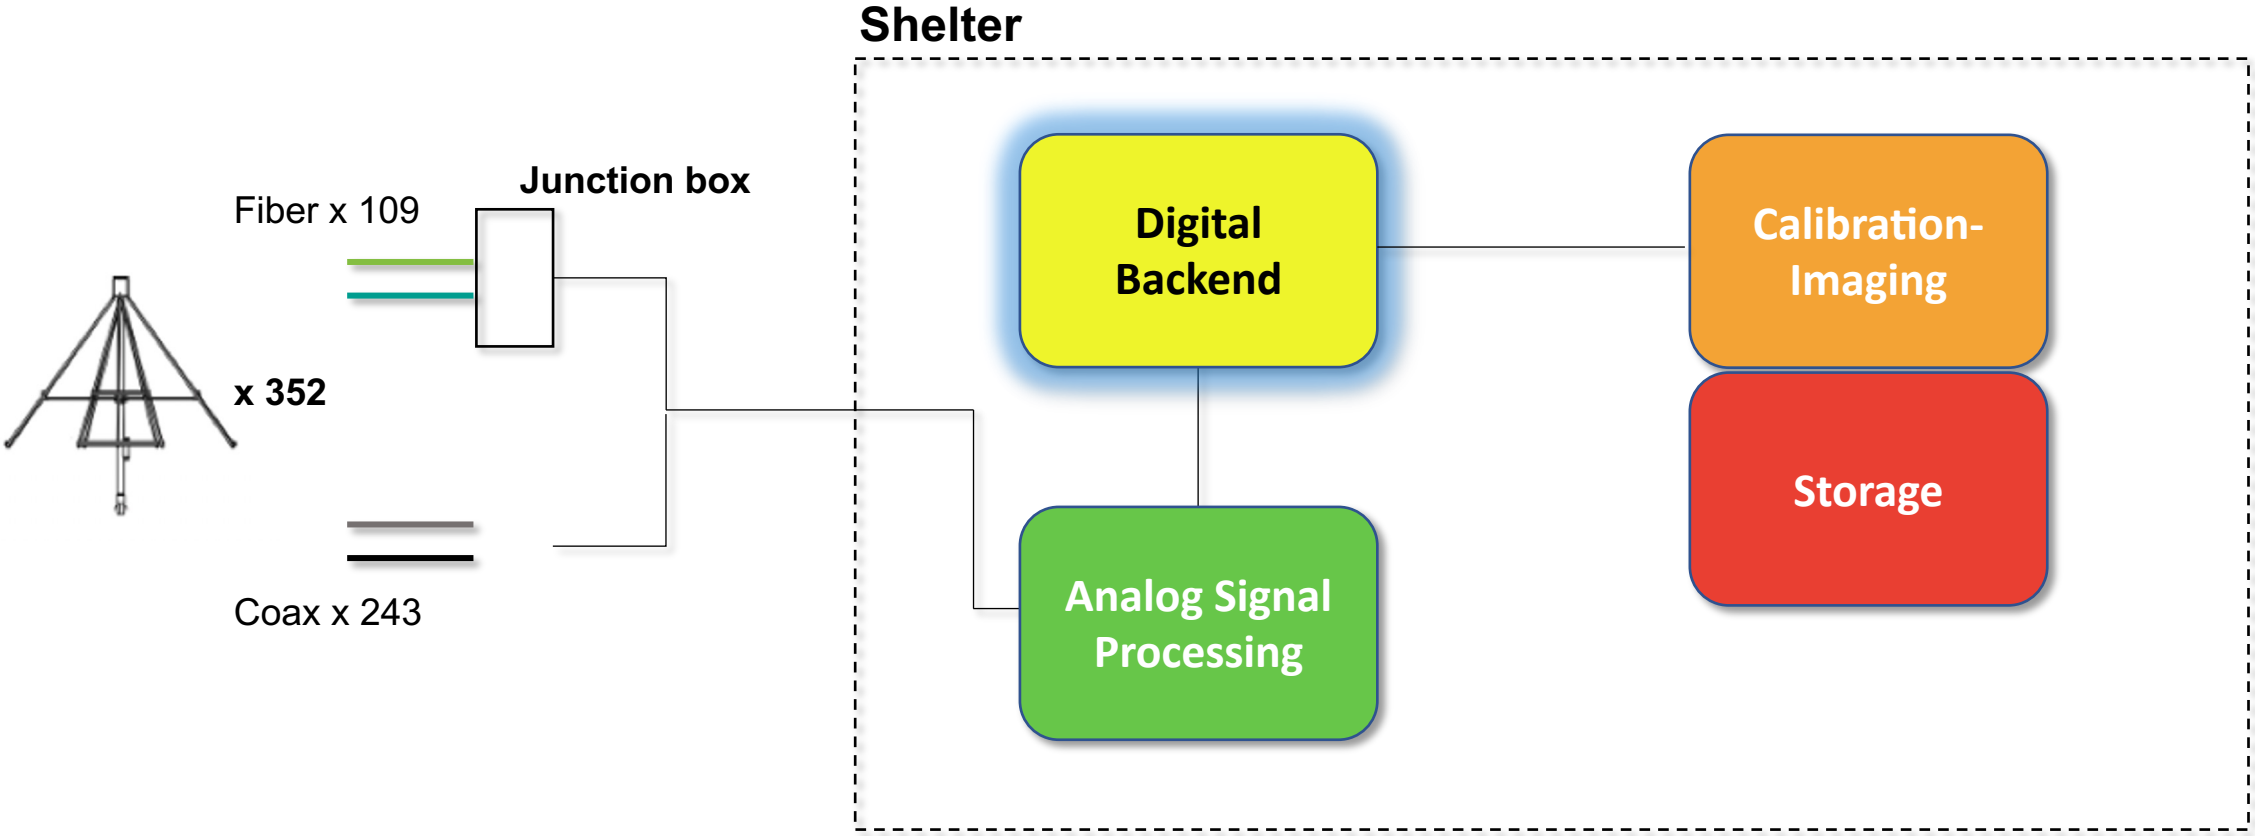 Shelter
Junction box
Fiber x 109
x 352
Coax x 243
Digital
Backend
Calibration-
Imaging
Storage
Analog Signal
Processing